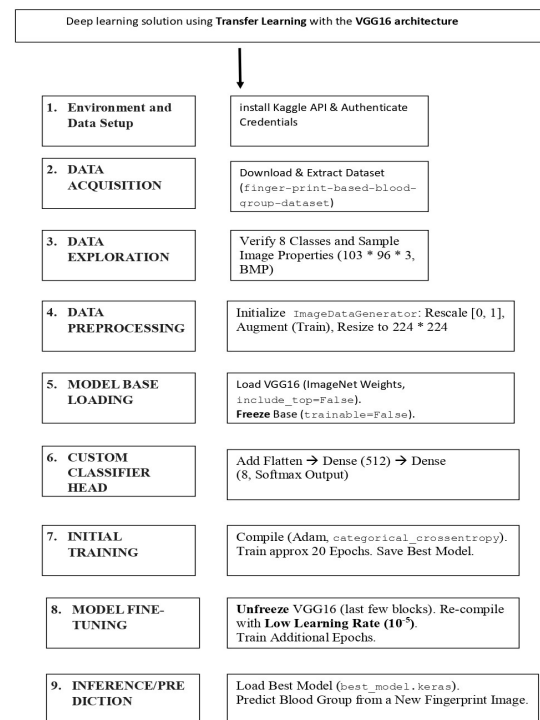 Deep learning solution using Transfer Learning with the VGG16 architecture
1. Environment and
Data Setup
install Kaggle API & Authenticate
Credentials
2. DATA
ACQUISITION
Download & Extract Dataset
(finger-print-based-blood-
group-dataset)
3. DATA
EXPLORATION
Verify 8 Classes and Sample
Image Properties (103 * 96 * 3,
BMP)
4. DATA
PREPROCESSING
Initialize ImageDataGenerator: Rescale [0, 1],
Augment (Train), Resize to 224 * 224
5. MODEL BASE
LOADING
Load VGG16 (ImageNet Weights,
include_top=False).
Freeze Base (trainable=False).
6. CUSTOM
CLASSIFIER
HEAD
Add Flatten → Dense (512) → Dense
(8, Softmax Output)
7. INITIAL
TRAINING
Compile (Adam, categorical_crossentropy).
Train approx 20 Epochs. Save Best Model.
8. MODEL FINE-
TUNING
Unfreeze VGG16 (last few blocks). Re-compile
with Low Learning Rate (10⁻⁵).
Train Additional Epochs.
9. INFERENCE/PRE
DICTION
Load Best Model (best_model.keras).
Predict Blood Group from a New Fingerprint Image.